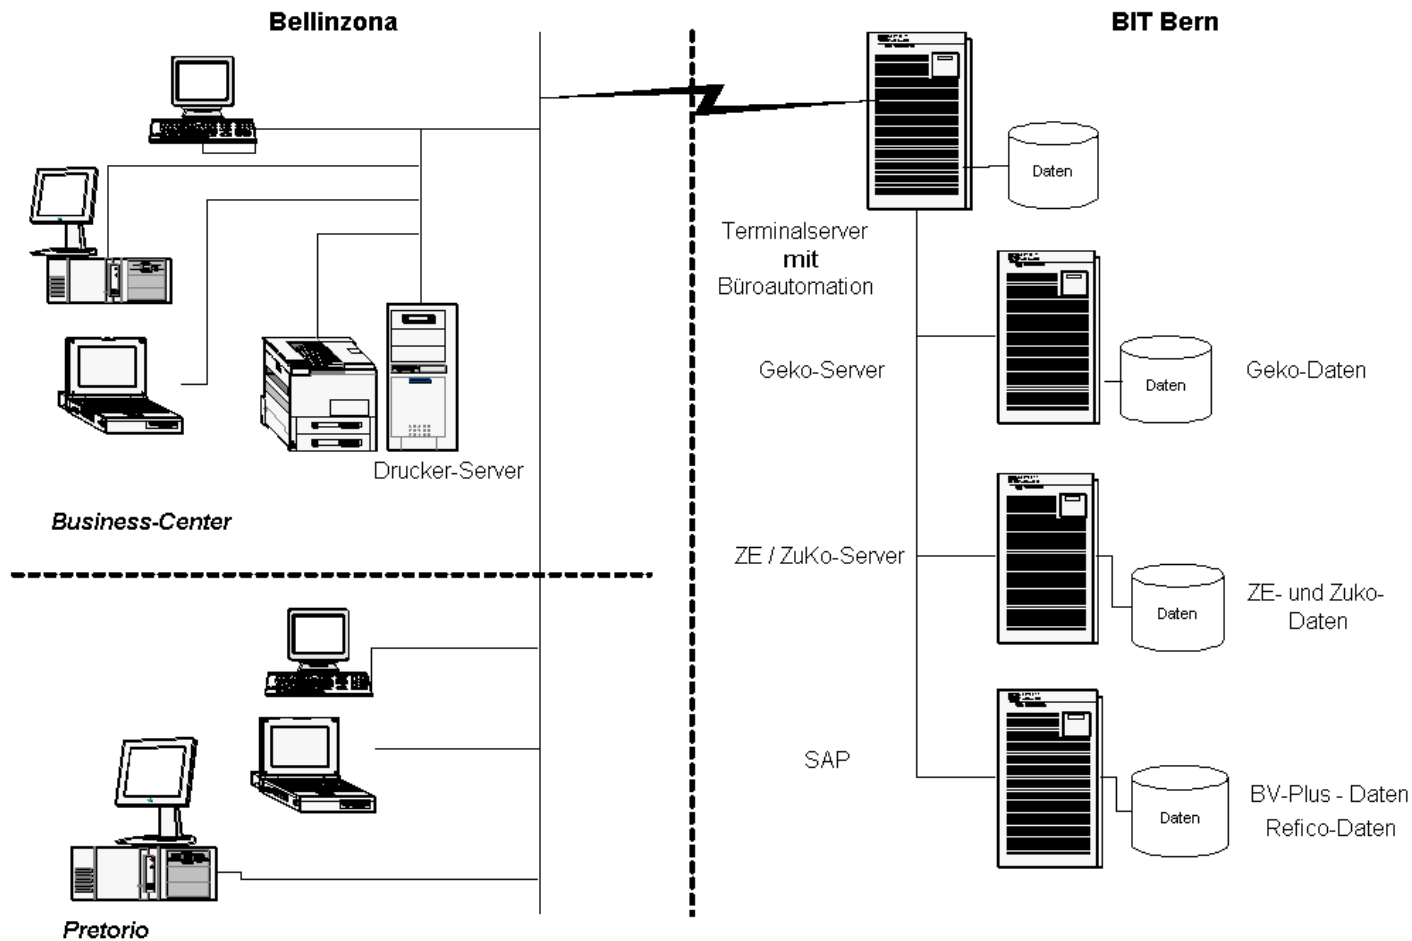 Bellinzona
BIT Bern
Daten
Terminalserver
mit
Büroautomation
Geko-Server
Daten
Geko-Daten
Drucker-Server
Business-Center
ZE / ZuKo-Server
Daten
ZE- und Zuko-
Daten
SAP
Daten
BV-Plus - Daten
Refico-Daten
Pretorio